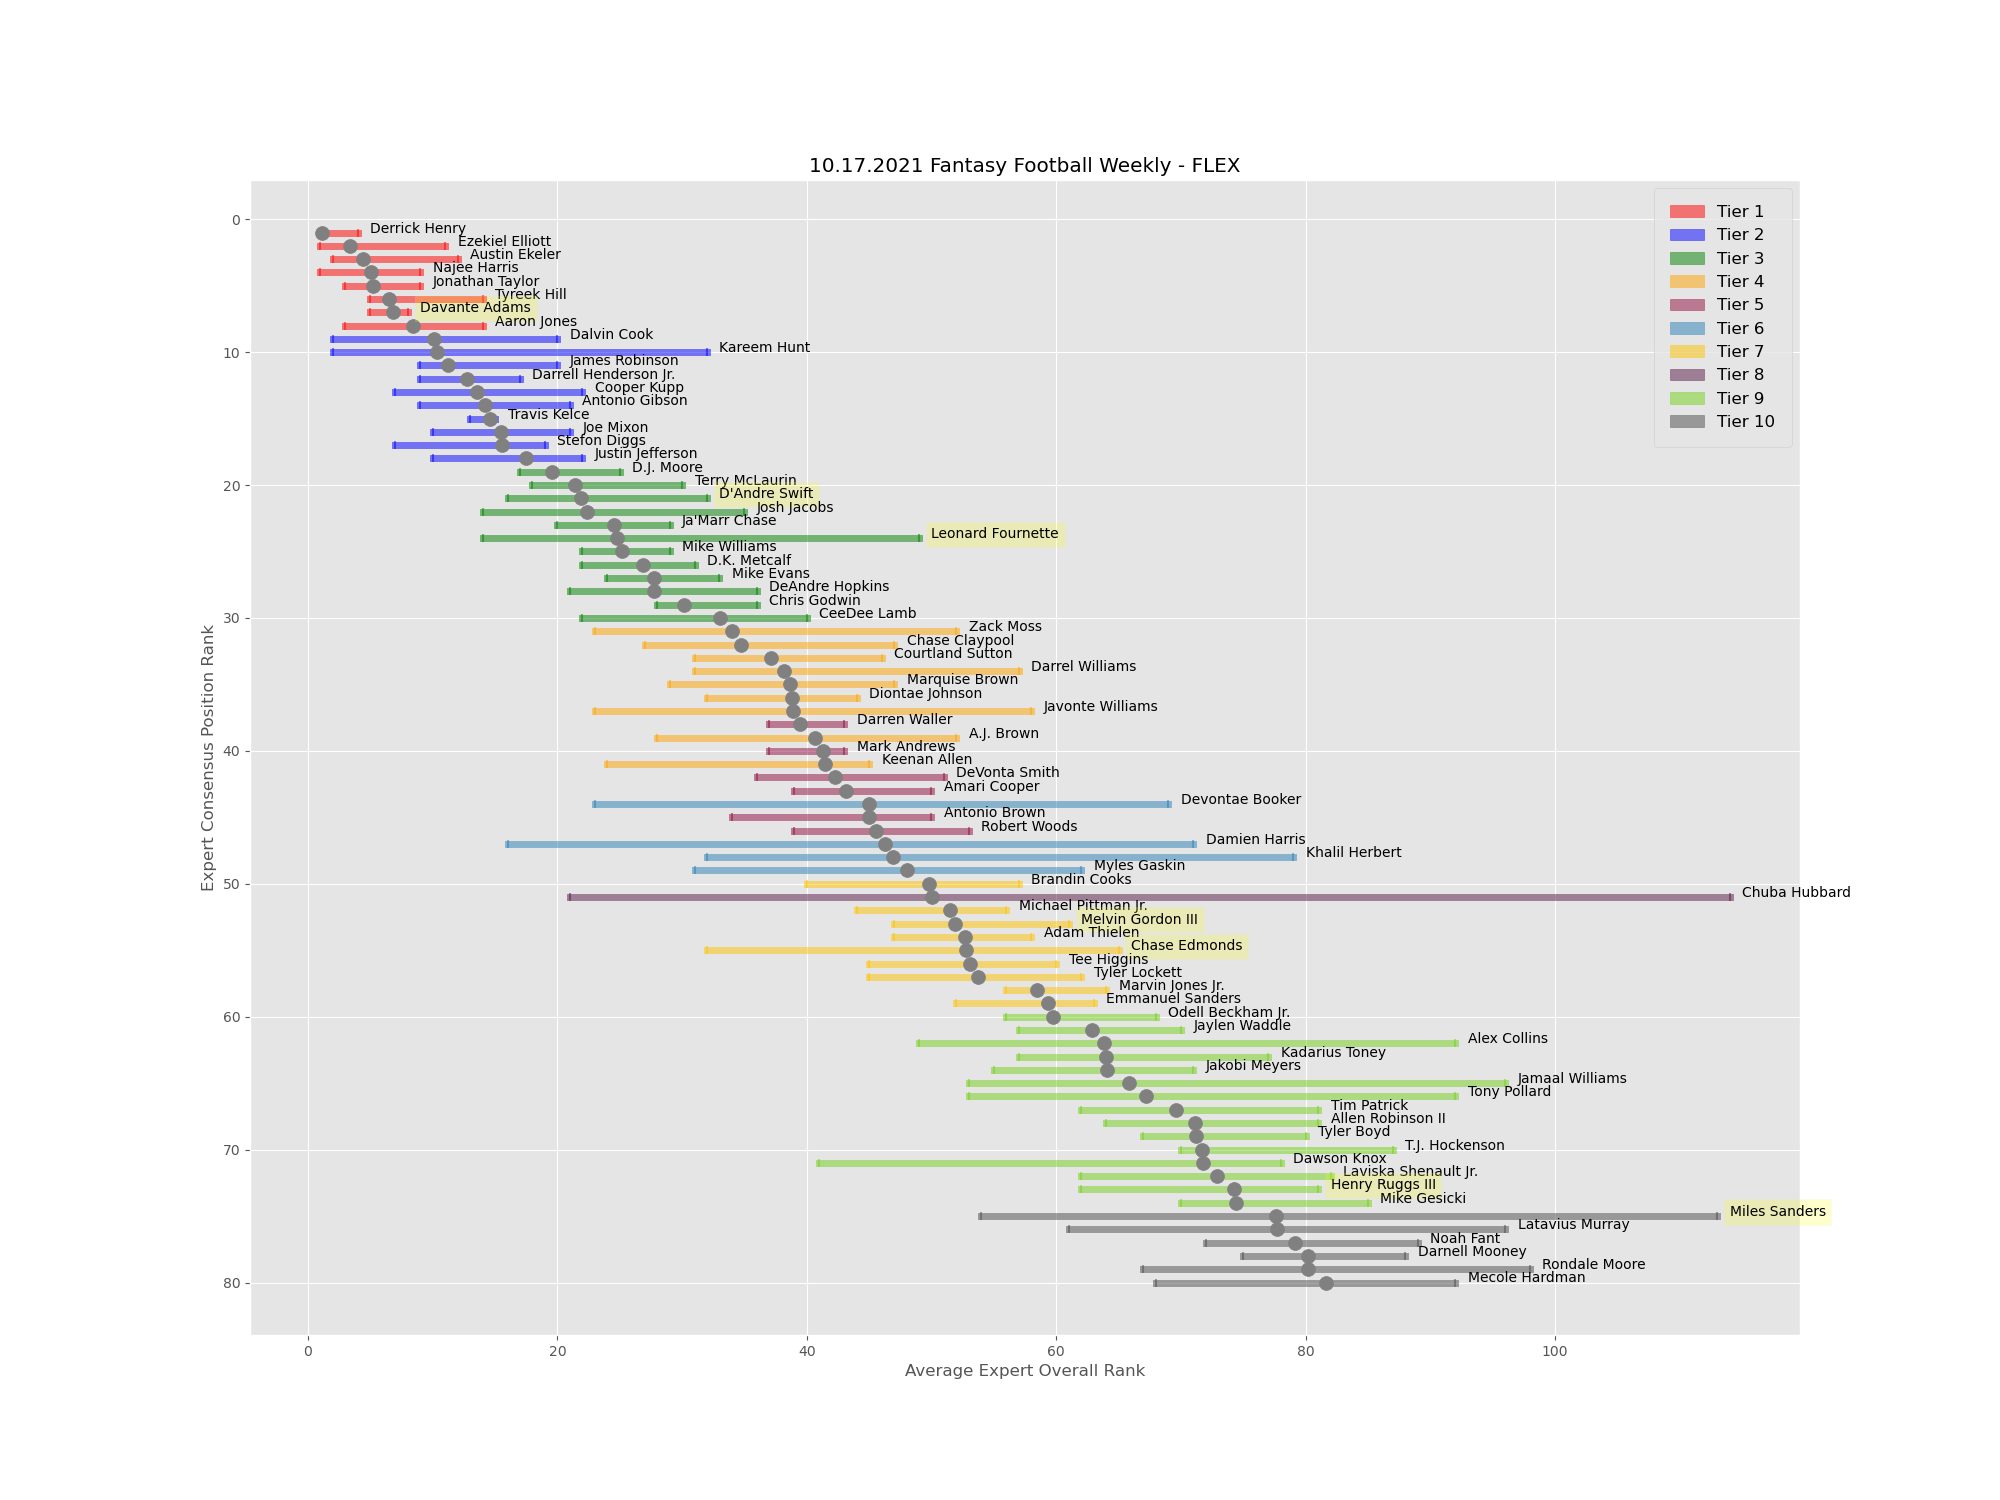 10.17.2021 Fantasy Football Weekly - FLEX
Tier 1
Tier 2
Tier 3
Tier 4
Tier 5
Tier 6
Tier 7
Tier 8
Tier 9
Tier 10
Expert Consensus Position Rank
0
10
20
30
40
50
60
70
80
Derrick Henry
Ezekiel Elliott
Austin Ekeler
Najee Harris
Jonathan Taylor
Tyreek Hill
Davante Adams
Aaron Jones
Dalvin Cook
Kareem Hunt
James Robinson
Darrell Henderson Jr.
Cooper Kupp
Antonio Gibson
Travis Kelce
Joe Mixon
Stefon Diggs
Justin Jefferson
D.J. Moore
Terry McLaurin
D'Andre Swift
Josh Jacobs
Ja'Marr Chase
Leonard Fournette
Mike Williams
D.K. Metcalf
Mike Evans
DeAndre Hopkins
Chris Godwin
CeeDee Lamb
Zack Moss
Chase Claypool
Courtland Sutton
Darrel Williams
Marquise Brown
Diontae Johnson
Javonte Williams
Darren Waller
A.J. Brown
Mark Andrews
Keenan Allen
DeVonta Smith
Amari Cooper
Devontae Booker
Antonio Brown
Robert Woods
Damien Harris
Khalil Herbert
Myles Gaskin
Brandin Cooks
Chuba Hubbard
Michael Pittman Jr.
Melvin Gordon III
Adam Thielen
Chase Edmonds
Tee Higgins
Tyler Lockett
Marvin Jones Jr.
Emmanuel Sanders
Odell Beckham Jr.
Jaylen Waddle
Alex Collins
Kadarius Toney
Jakobi Meyers
Jamaal Williams
Tony Pollard
Tim Patrick
Allen Robinson II
Tyler Boyd
T.J. Hockenson
Dawson Knox
Laviska Shenault Jr.
Henry Ruggs III
Mike Gesicki
Miles Sanders
Latavius Murray
Noah Fant
Darnell Mooney
Rondale Moore
Mecole Hardman
0
20
40
60
80
100
Average Expert Overall Rank